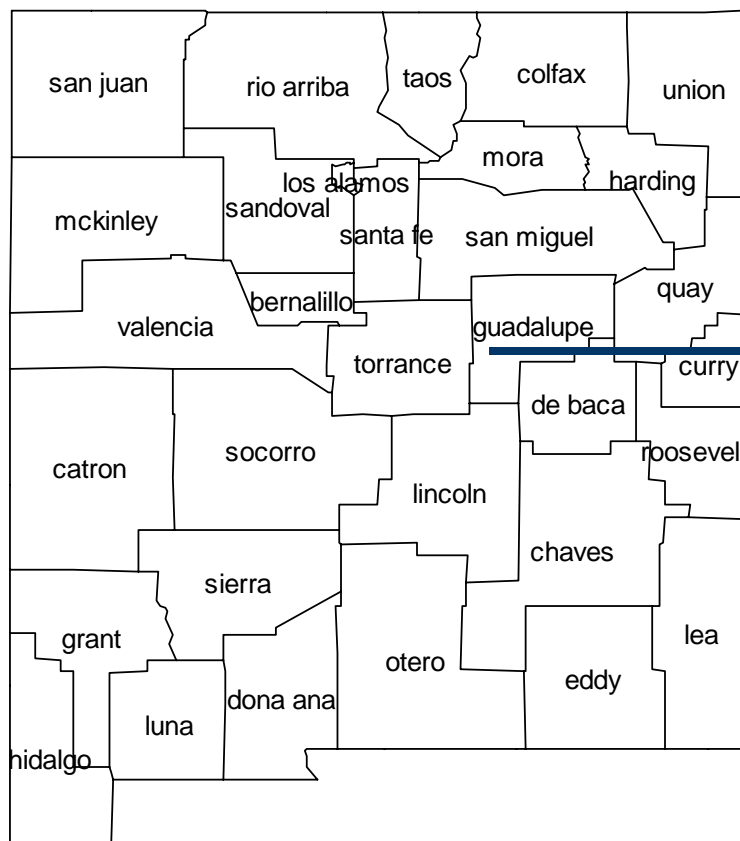 san juan
rio arriba
taos
colfax
union
mora
los alamos
harding
sandoval
mckinley
santa fe
san miguel
quay
bernalillo
valencia
guadalupe
torrance
curry
de baca
socorro
roosevel
catron
lincoln
chaves
sierra
grant
lea
otero
eddy
dona ana
luna
hidalgo